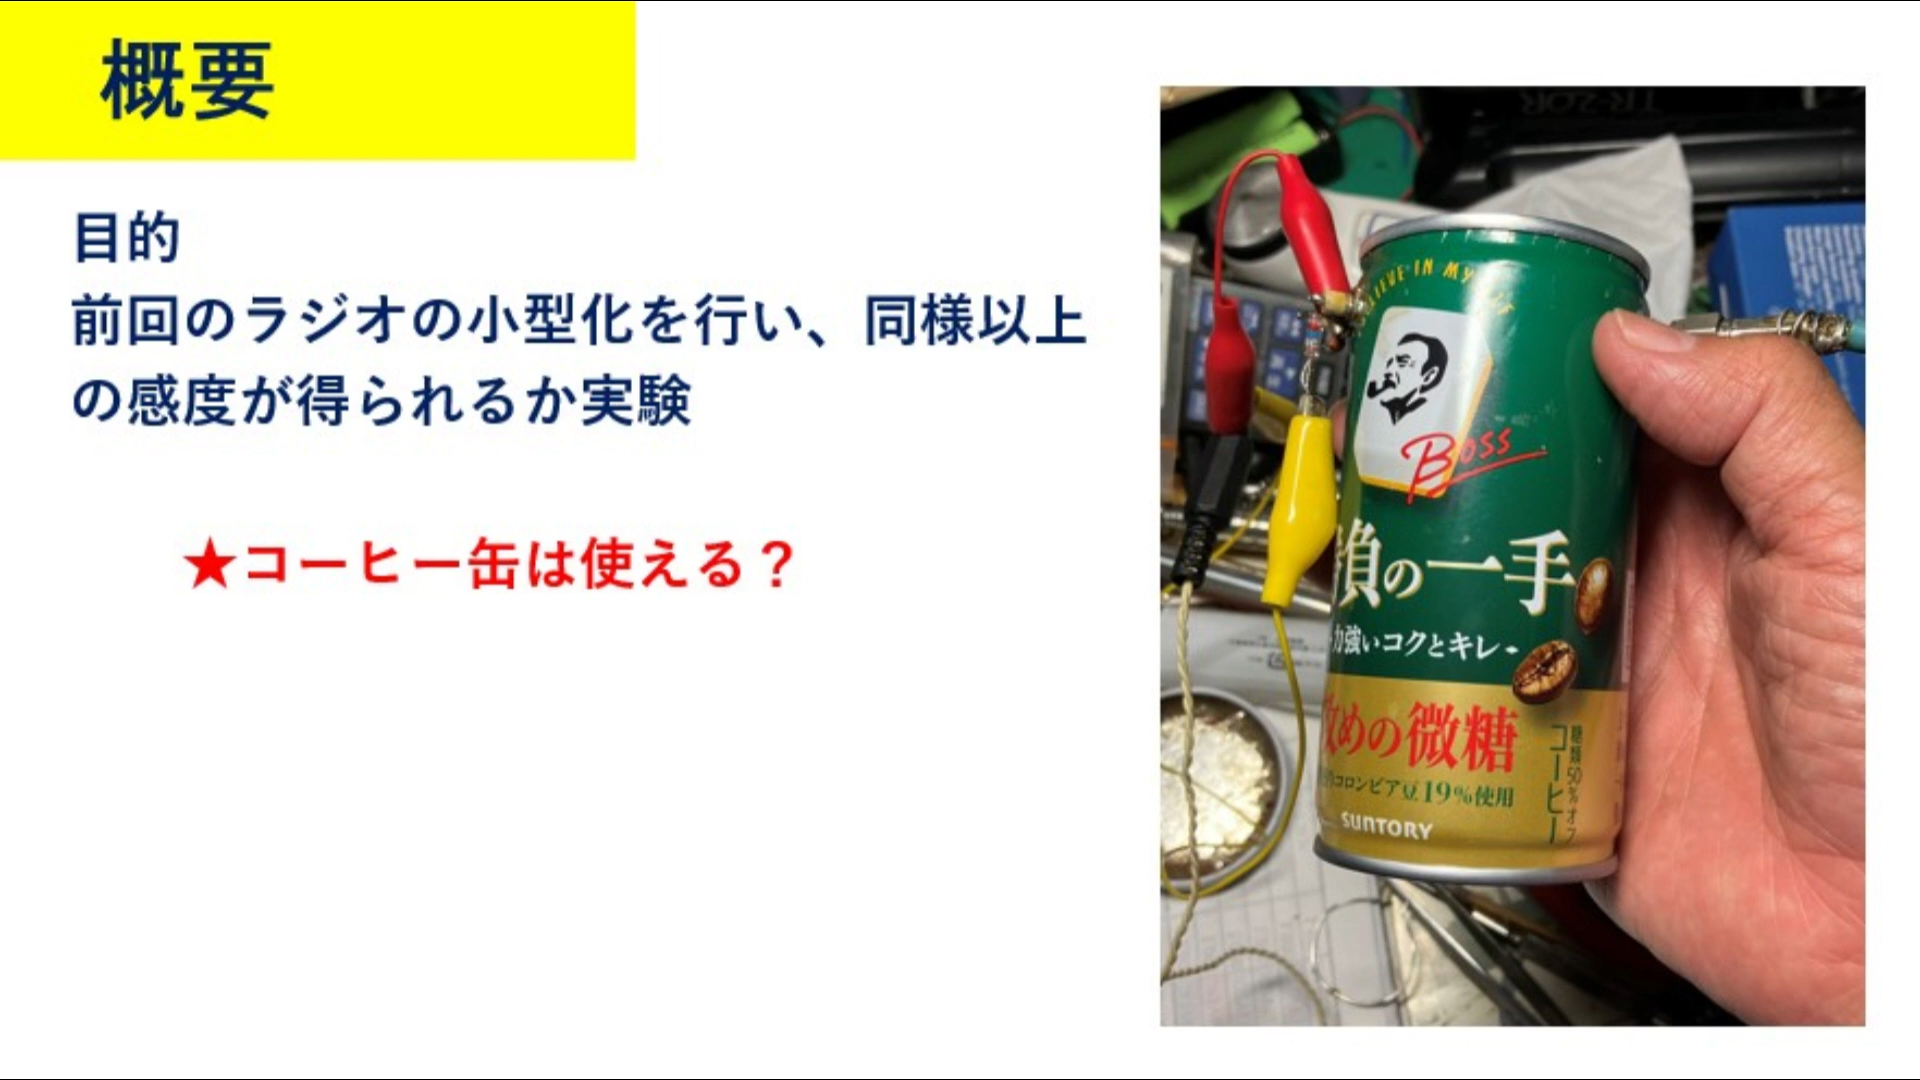 概要
目的
前回のラジオの小型化を行い、同様以上
の感度が得られるか実験
★コーヒー缶は使える？
TR-20R
IN MY
Boss
負の一手
力強いコクとキレ
攻めの微糖
コロンビア豆19%使用
糖類50%オフ
コーヒー
SUNTORY